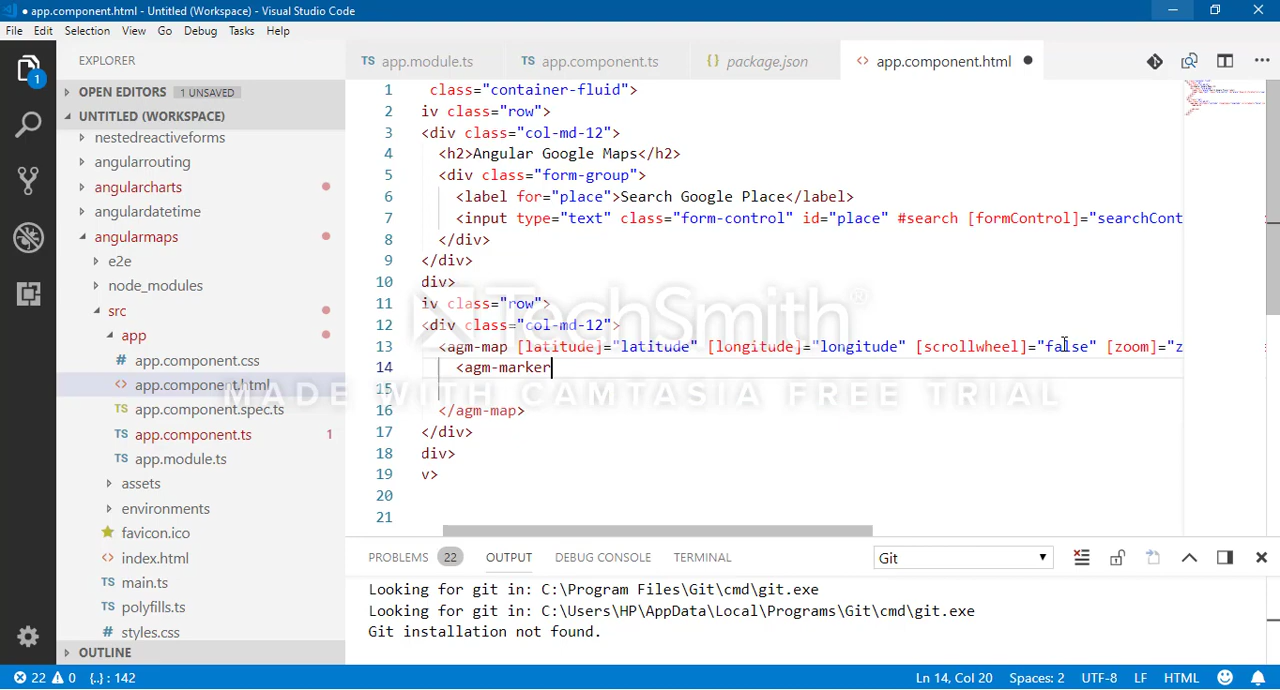 app.component.html - Untitled (Workspace) - Visual Studio Code
File Edit Selection View Go Debug Tasks Help
EXPLORER
TS app.module.ts
TS app.component.ts
{} package.json
<> app.component.html
OPEN EDITORS 1 UNSAVED
UNTITLED (WORKSPACE)
nestedreactiveforms
angularrouting
angularcharts
angulardatetime
angularmaps
e2e
node_modules
src
app
# app.component.css
<> app.component.html
TS app.component.spec.ts
TS app.component.ts 1
TS app.module.ts
assets
environments
favicon.ico
<> index.html
TS main.ts
TS polyfills.ts
# styles.css
OUTLINE
1
1 class="container-fluid">
2 iv class="row">
3 <div class="col-md-12">
4 <h2>Angular Google Maps</h2>
5 <div class="form-group">
6 <label for="place">Search Google Place</label>
7 <input type="text" class="form-control" id="place" #search [formControl]="searchCont
8 </div>
9 </div>
10 div>
11 iv class="row">
12 <div class="col-md-12">
13 <agm-map [latitude]="latitude" [longitude]="longitude" [scrollwheel]="false" [zoom]="z
14 <agm-marker
15
16 </agm-map>
17 </div>
18 div>
19 v>
20
21
TechSmith®
MADE WITH CAMTASIA FREE TRIAL
PROBLEMS 22 OUTPUT DEBUG CONSOLE TERMINAL Git
Looking for git in: C:\Program Files\Git\cmd\git.exe
Looking for git in: C:\Users\HP\AppData\Local\Programs\Git\cmd\git.exe
Git installation not found.
22 0 {..} : 142 Ln 14, Col 20 Spaces: 2 UTF-8 LF HTML